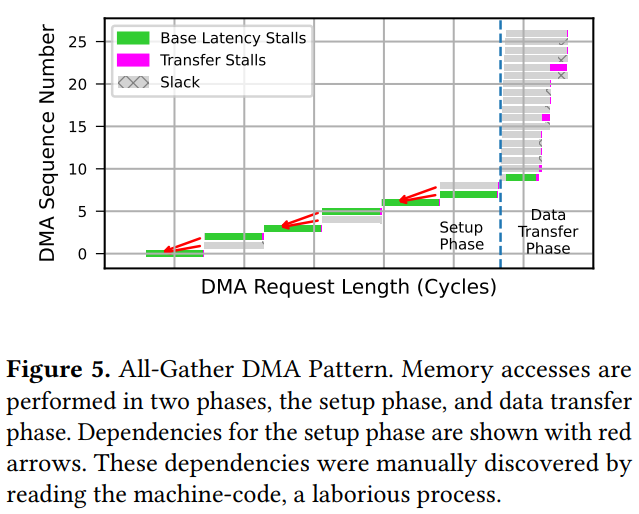 Base Latency Stalls
Transfer Stalls
Slack
DMA Sequence Number
25
20
15
10
5
0
Setup
Phase
Data
Transfer
Phase
DMA Request Length (Cycles)
Figure 5. All-Gather DMA Pattern. Memory accesses are
performed in two phases, the setup phase, and data transfer
phase. Dependencies for the setup phase are shown with red
arrows. These dependencies were manually discovered by
reading the machine-code, a laborious process.